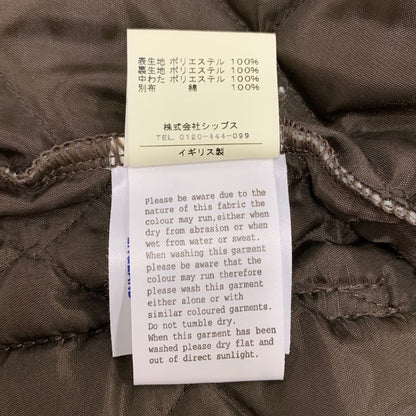 表生地 ポリエステル 100%
裏生地 ポリエステル 100%
中わた ポリエステル 100%
別布 綿 100%
株式会社シップス
TEL 0120-444-099
イギリス製
Please be aware due to the
nature of this fabric the
colour may run,either when
dry from abrasion or when
wet from water or sweat.
When washing this garment
please be aware that the
colour may run therefore
please wash this garment
either alone or with
similar coloured garments.
Do not tumble dry.
When this garment has been
washed please dry flat and
out of direct sunlight.